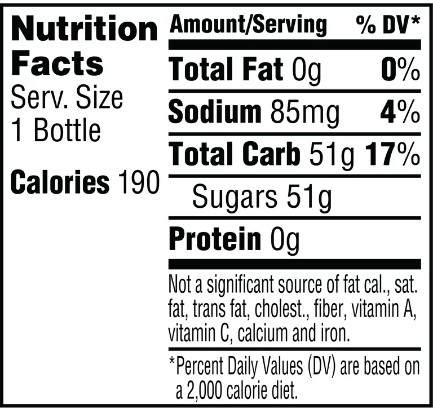 Nutrition
Facts
Serv. Size
1 Bottle
Calories 190
Amount/Serving % DV*
Total Fat 0g 0%
Sodium 85mg 4%
Total Carb 51g 17%
Sugars 51g
Protein 0g
Not a significant source of fat cal., sat.
fat, trans fat, cholest., fiber, vitamin A,
vitamin C, calcium and iron.
*Percent Daily Values (DV) are based on
a 2,000 calorie diet.